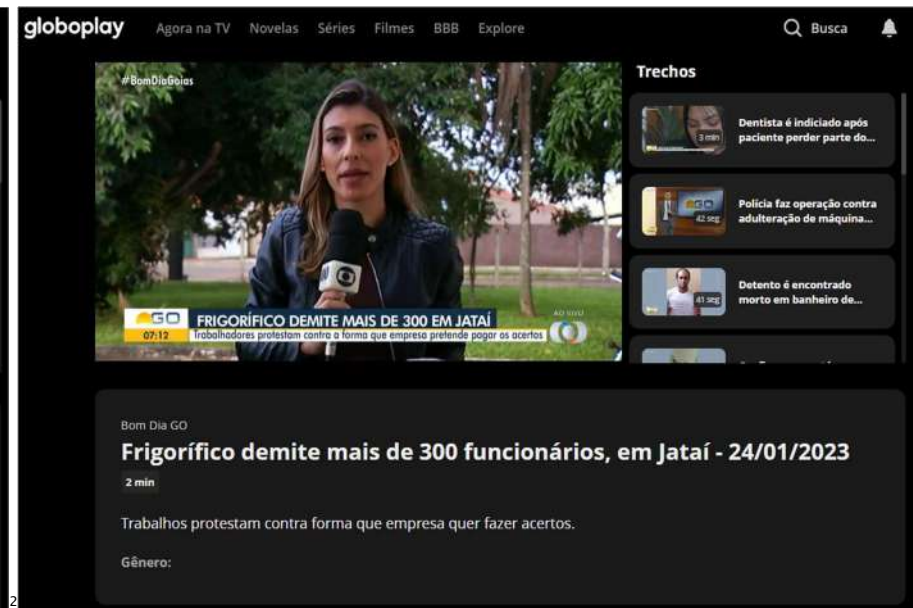 globoplay Agora na TV Novelas Séries Filmes BBB Explore Busca
#BomDiaGoias
GO
07:12
FRIGORÍFICO DEMITE MAIS DE 300 EM JATAÍ
Trabalhadores protestam contra a forma que empresa pretende pagar os acertos
AO VIVO
Trechos
3 min
Dentista é indiciado após
paciente perder parte do...
GO
42 seg
Polícia faz operação contra
adulteração de máquina...
41 seg
Detento é encontrado
morto em banheiro de...
Bom Dia GO
Frigorífico demite mais de 300 funcionários, em Jataí - 24/01/2023
2 min
Trabalhos protestam contra forma que empresa quer fazer acertos.
Gênero:
2